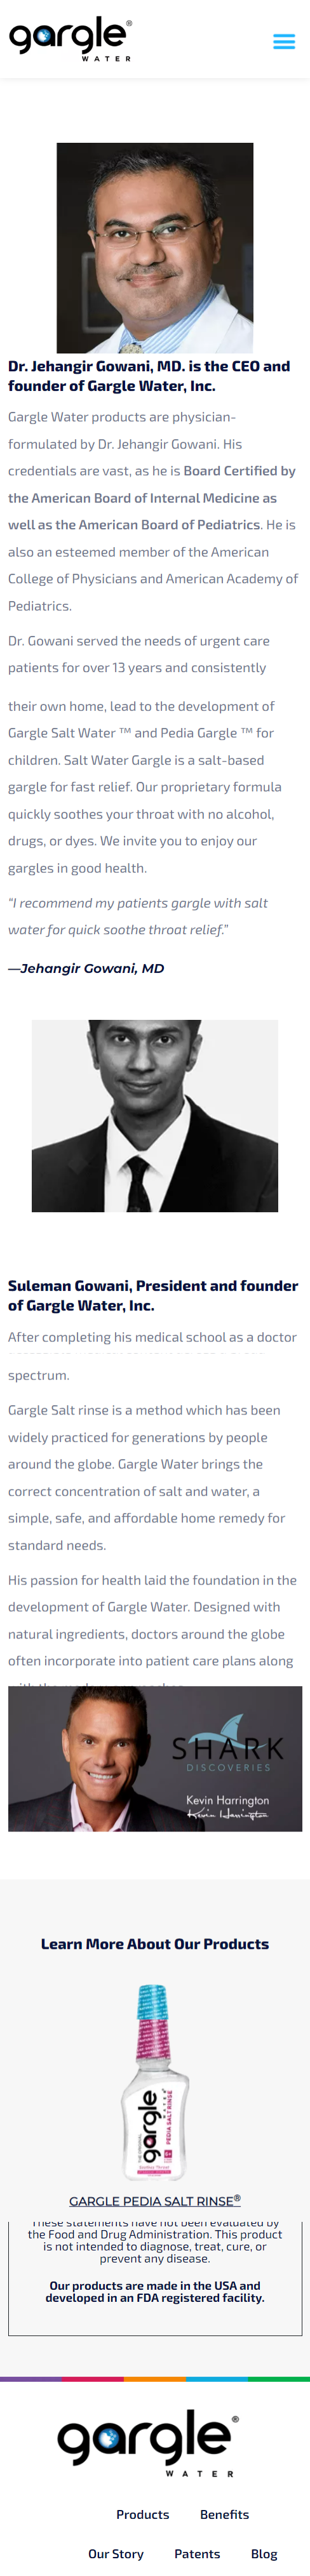 gargle®
WATER
Dr. Jehangir Gowani, MD. is the CEO and
founder of Gargle Water, Inc.
Gargle Water products are physician-
formulated by Dr. Jehangir Gowani. His
credentials are vast, as he is Board Certified by
the American Board of Internal Medicine as
well as the American Board of Pediatrics. He is
also an esteemed member of the American
College of Physicians and American Academy of
Pediatrics.
Dr. Gowani served the needs of urgent care
patients for over 13 years and consistently
their own home, lead to the development of
Gargle Salt Water ™ and Pedia Gargle ™ for
children. Salt Water Gargle is a salt-based
gargle for fast relief. Our proprietary formula
quickly soothes your throat with no alcohol,
drugs, or dyes. We invite you to enjoy our
gargles in good health.
“I recommend my patients gargle with salt
water for quick soothe throat relief.”
—Jehangir Gowani, MD
Suleman Gowani, President and founder
of Gargle Water, Inc.
After completing his medical school as a doctor
spectrum.
Gargle Salt rinse is a method which has been
widely practiced for generations by people
around the globe. Gargle Water brings the
correct concentration of salt and water, a
simple, safe, and affordable home remedy for
standard needs.
His passion for health laid the foundation in the
development of Gargle Water. Designed with
natural ingredients, doctors around the globe
often incorporate into patient care plans along
SHARK
DISCOVERIES
Kevin Harrington
Kevin Harrington
Learn More About Our Products
gargle
WATER
PEDIA SALT RINSE
GARGLE PEDIA SALT RINSE®
These statements have not been evaluated by
the Food and Drug Administration. This product
is not intended to diagnose, treat, cure, or
prevent any disease.
Our products are made in the USA and
developed in an FDA registered facility.
gargle®
WATER
Products Benefits
Our Story Patents Blog